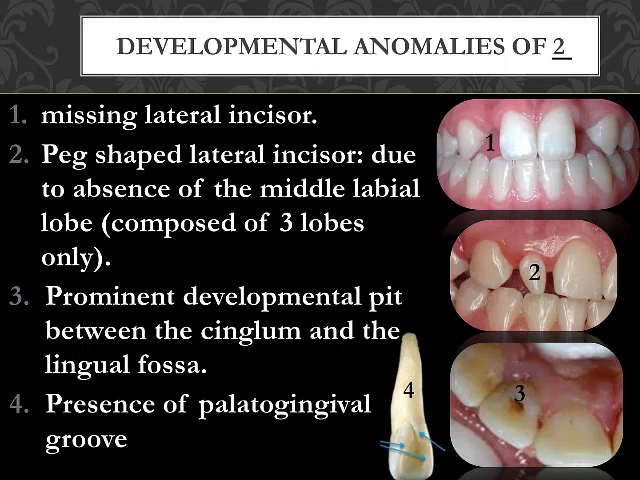 DEVELOPMENTAL ANOMALIES OF 2
1. missing lateral incisor.
2. Peg shaped lateral incisor: due
to absence of the middle labial
lobe (composed of 3 lobes
only).
3. Prominent developmental pit
between the cinglum and the
lingual fossa.
4. Presence of palatogingival
groove
1
2
3
4